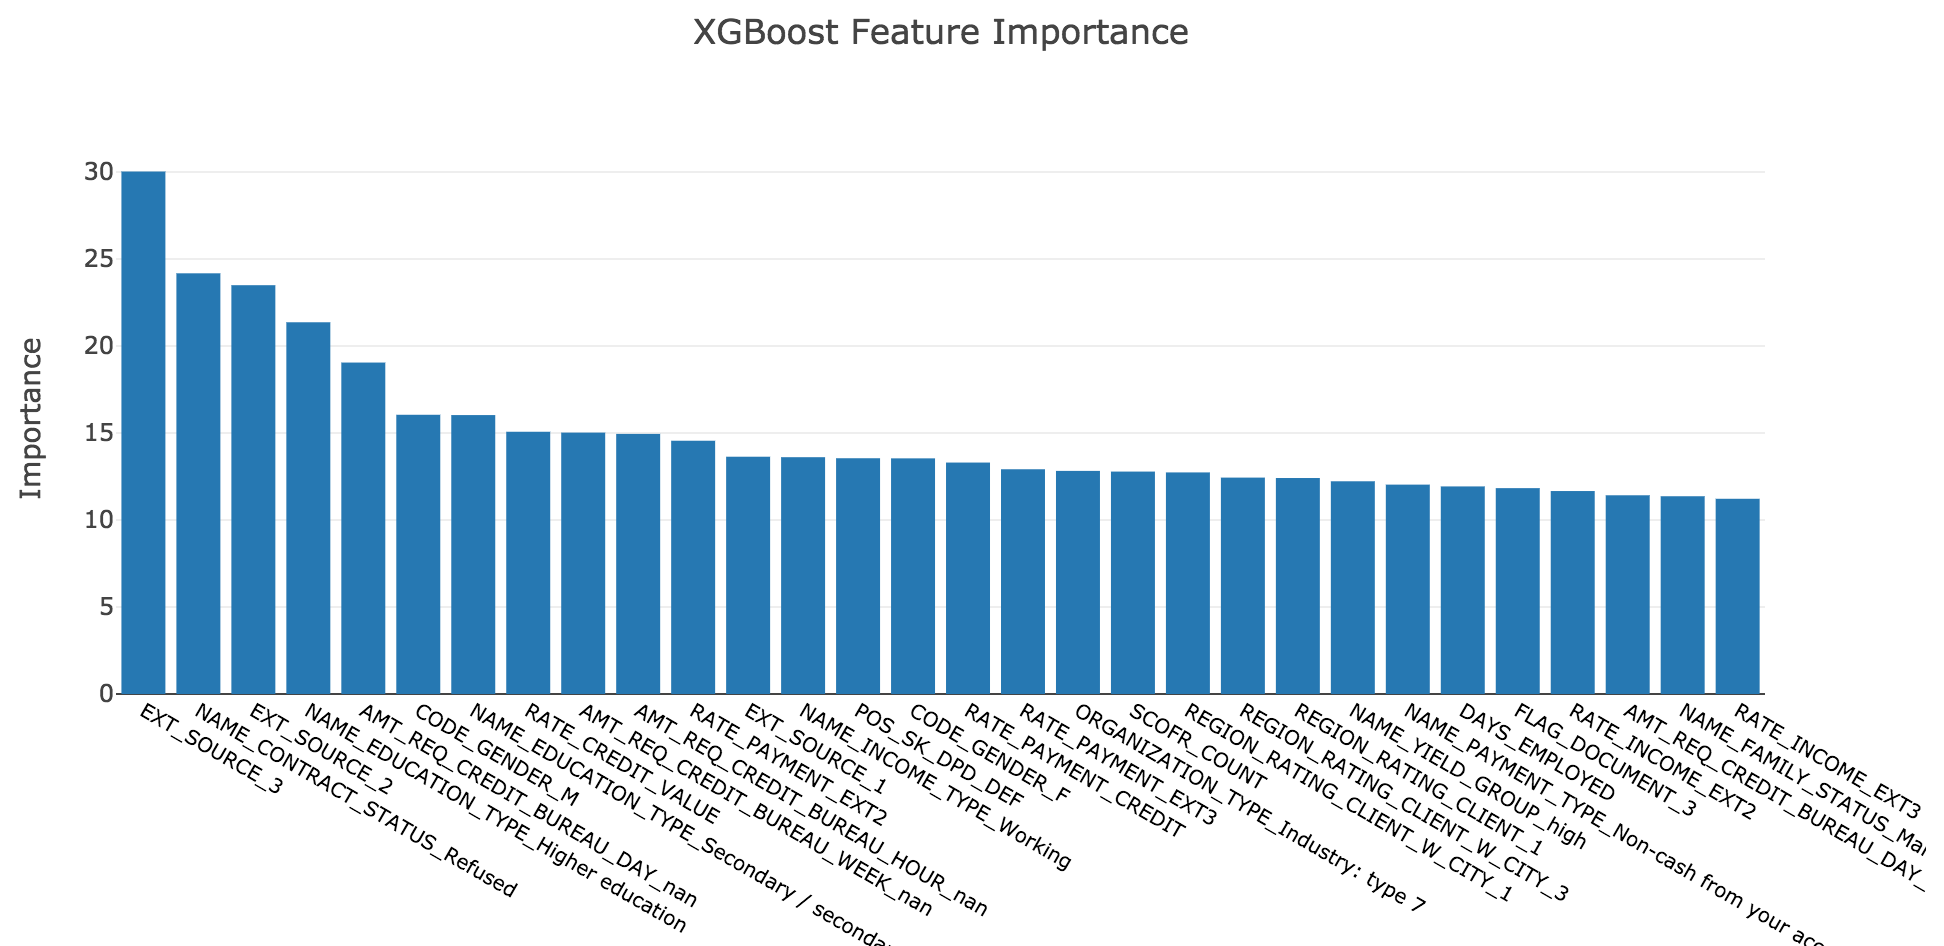 XGBoost Feature Importance
Importance
30
25
20
15
10
5
0
EXT_SOURCE_3
NAME_CONTRACT_STATUS_Refused
EXT_SOURCE_2
NAME_EDUCATION_TYPE_Higher education
AMT_REQ_CREDIT_BUREAU_DAY_nan
CODE_GENDER_M
NAME_EDUCATION_TYPE_Secondary / secondar
RATE_CREDIT_VALUE
AMT_REQ_CREDIT_BUREAU_WEEK_nan
AMT_REQ_CREDIT_BUREAU_HOUR_nan
RATE_PAYMENT_EXT2
EXT_SOURCE_1
NAME_INCOME_TYPE_Working
POS_SK_DPD_DEF
CODE_GENDER_F
RATE_PAYMENT_CREDIT
RATE_PAYMENT_EXT3
ORGANIZATION_TYPE_Industry: type 7
SCOFR_COUNT
REGION_RATING_CLIENT_W_CITY_1
REGION_RATING_CLIENT_W_CITY_3
REGION_RATING_CLIENT_1
NAME_YIELD_GROUP_high
NAME_PAYMENT_TYPE_Non-cash from your acc
DAYS_EMPLOYED
FLAG_DOCUMENT_3
RATE_INCOME_EXT2
AMT_REQ_CREDIT_BUREAU_DAY_
NAME_FAMILY_STATUS_Mar
RATE_INCOME_EXT3